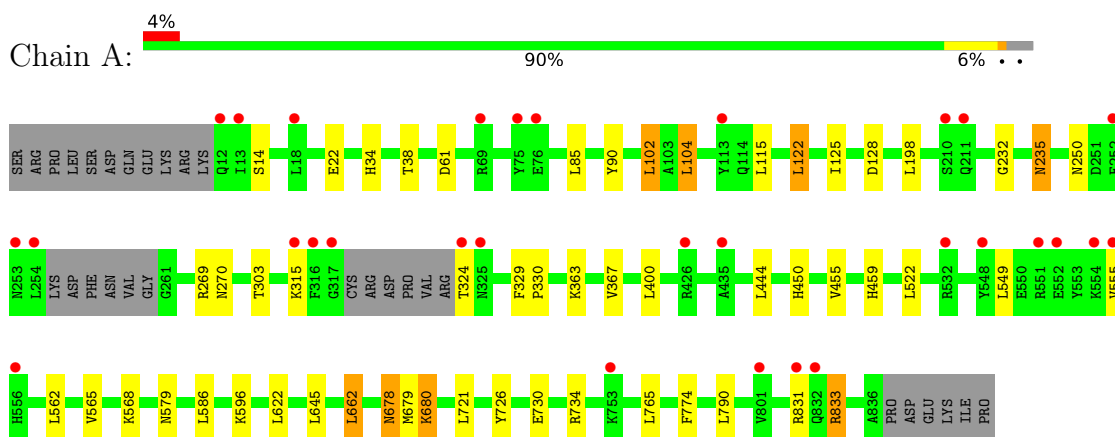 4%
Chain A:
90% 6% • •
SER ARG PRO LEU SER ASP GLN GLU LYS ARG LYS Q12 I13 S14 L18 E22 H34 T38 D61 R69 Y75 E76 L85 Y90 L102 A103 L104 Y113 Q114 L115 L122 I125 D128 L198 S210 Q211 G232 N235 N250 D251 E252
N253 L254 LYS ASP PHE ASN VAL GLY G261 R269 N270 T303 K315 F316 G317 CYS ARG ASP PRO VAL ARG T324 N325 F329 P330 K363 V367 L400 R426 A435 L444 H450 V455 H459 L522 R532 Y548 L549 E550 R551 E552 Y553 K554 V555
H556 L562 V565 K568 N579 L586 K596 L622 L645 L662 N678 M679 K680 L721 Y726 E730 R734 K753 L765 F774 L790 V801 R831 Q832 R833 A836 PRO ASP GLU LYS ILE PRO